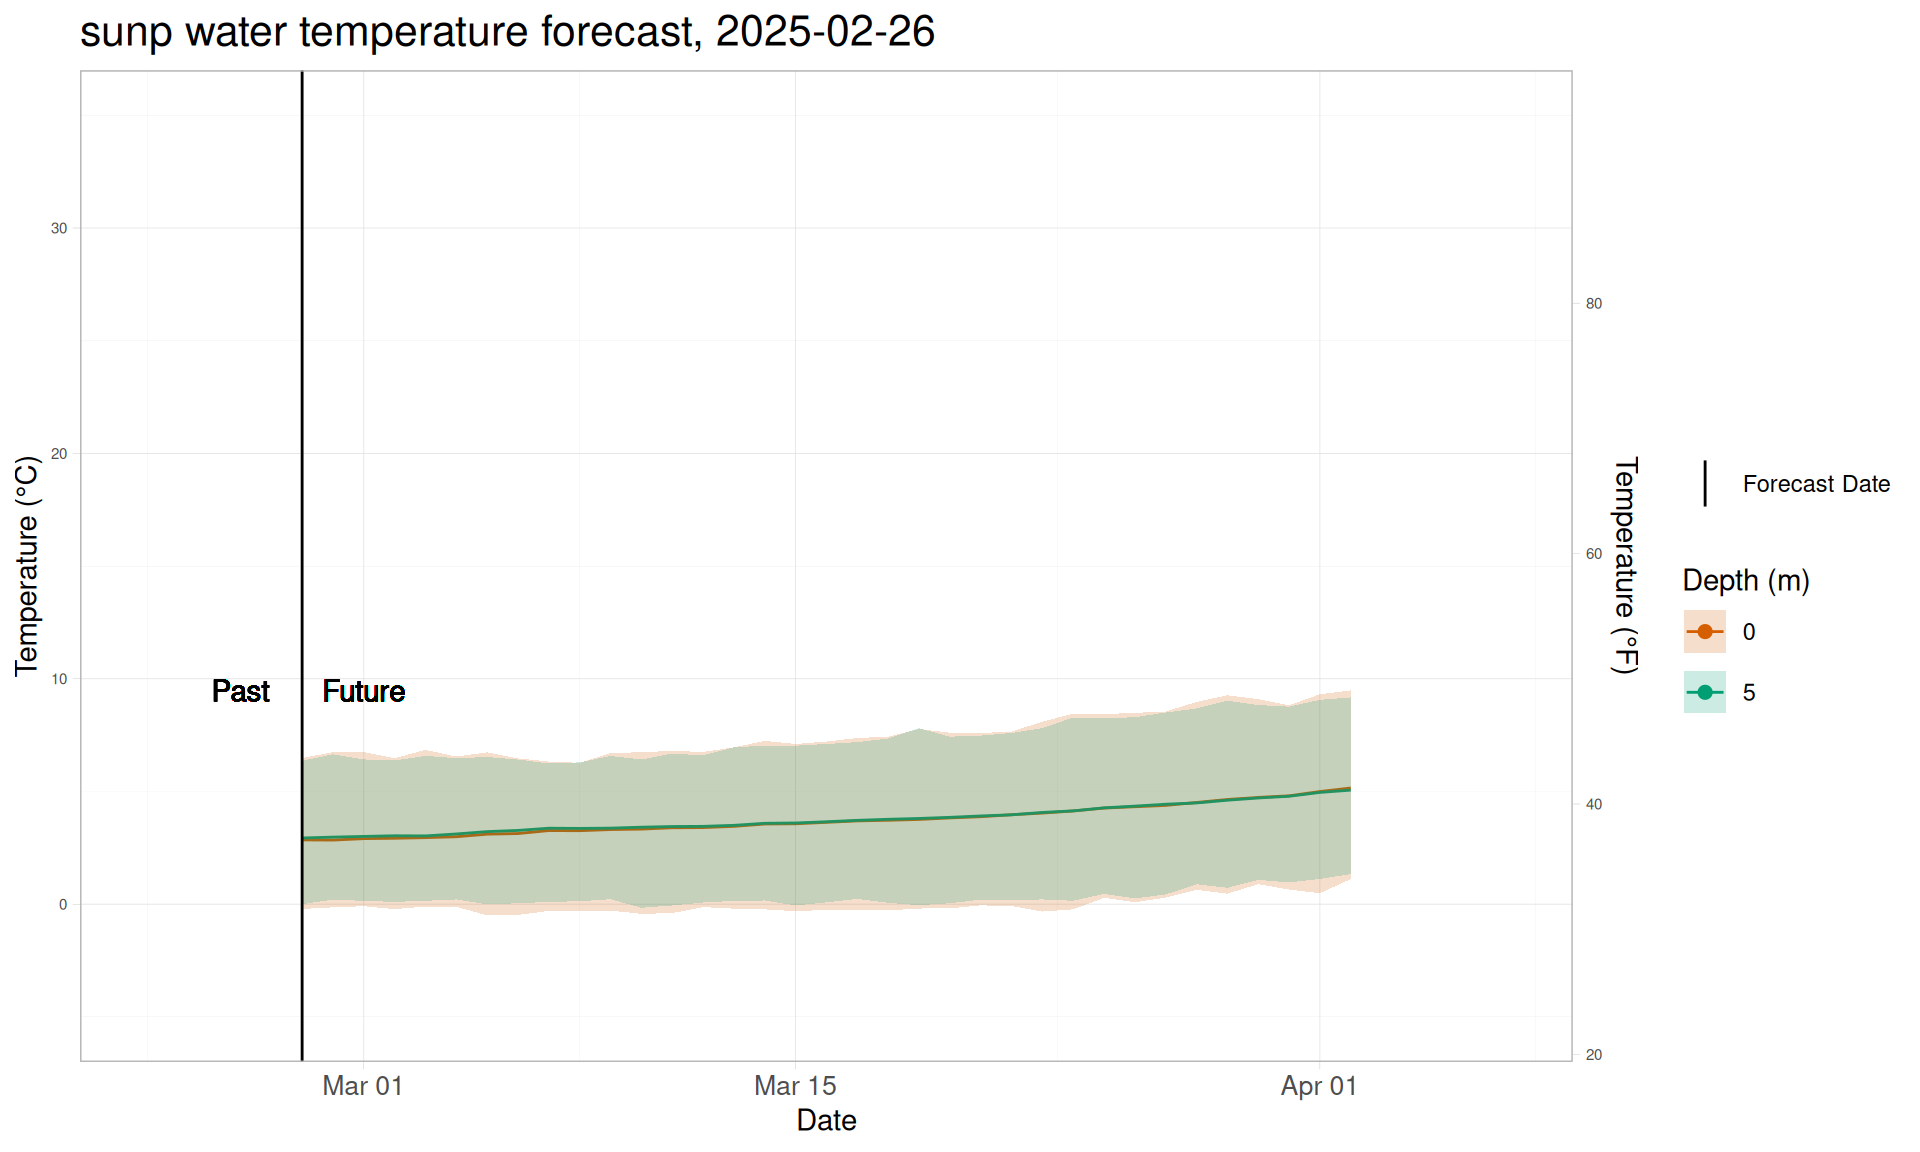 sunp water temperature forecast, 2025-02-26
30
20
10
0
Temperature (°C)
Past
Future
80
60
40
20
Temperature (°F)
Mar 01
Mar 15
Apr 01
Date
Forecast Date
Depth (m)
0
5